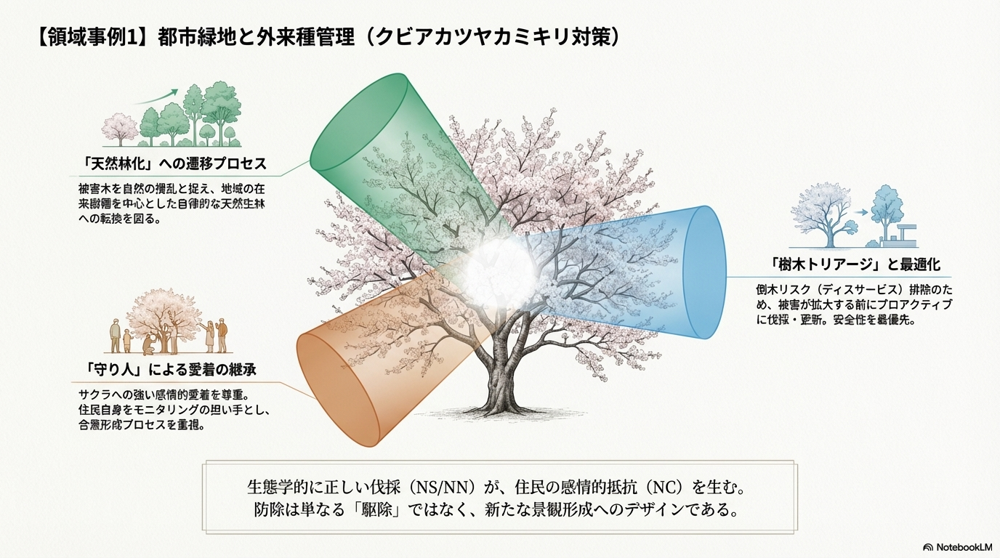 【領域事例1】都市緑地と外来種管理（クビアカツヤカミキリ対策）
「天然林化」への遷移プロセス
被害木を自然の撹乱と捉え、地域の在
来樹種を中心とした自律的な天然生林
への転換を図る。
「樹木トリアージ」と最適化
倒木リスク（ディスサービス）排除のた
め、被害が拡大する前にプロアクティブ
に伐採・更新。安全性を最優先。
「守り人」による愛着の継承
サクラへの強い感情的愛着を尊重。
住民自身をモニタリングの担い手とし、
合意形成プロセスを重視。
生態学的に正しい伐採（NS/NN）が、住民の感情的抵抗（NC）を生む。
防除は単なる「駆除」ではなく、新たな景観形成へのデザインである。
NotebookLM